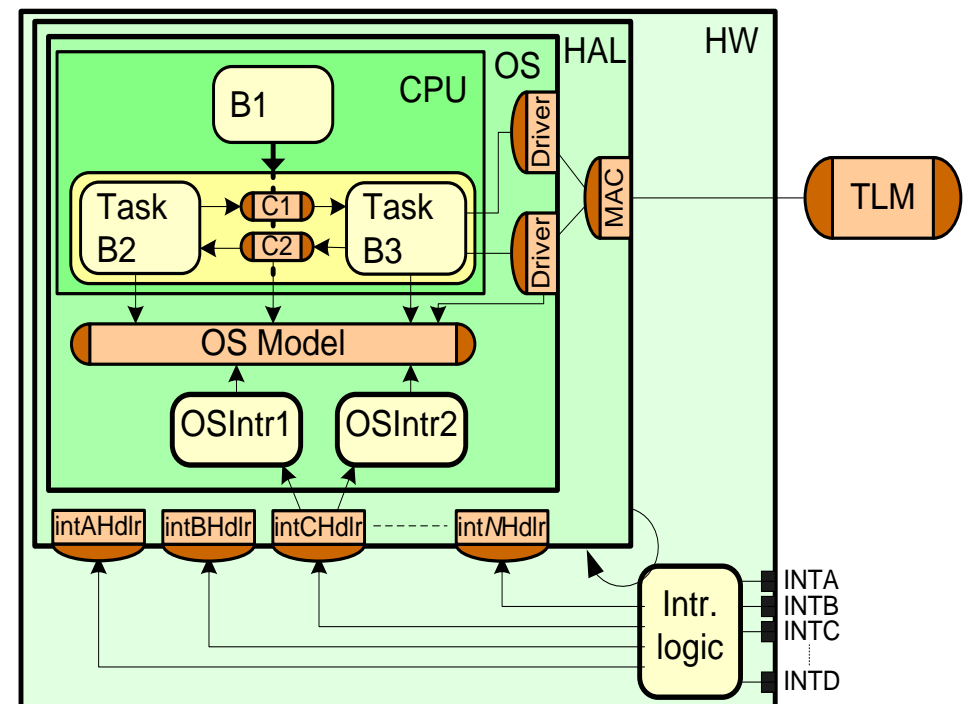 HW
HAL
OS
CPU
B1
Driver
MAC
TLM
Task
B2
C1
C2
Task
B3
Driver
OS Model
OSIntr1
OSIntr2
intAHdlr
intBHdlr
intCHdlr
intNHdlr
Intr.
logic
INTA
INTB
INTC
INTD